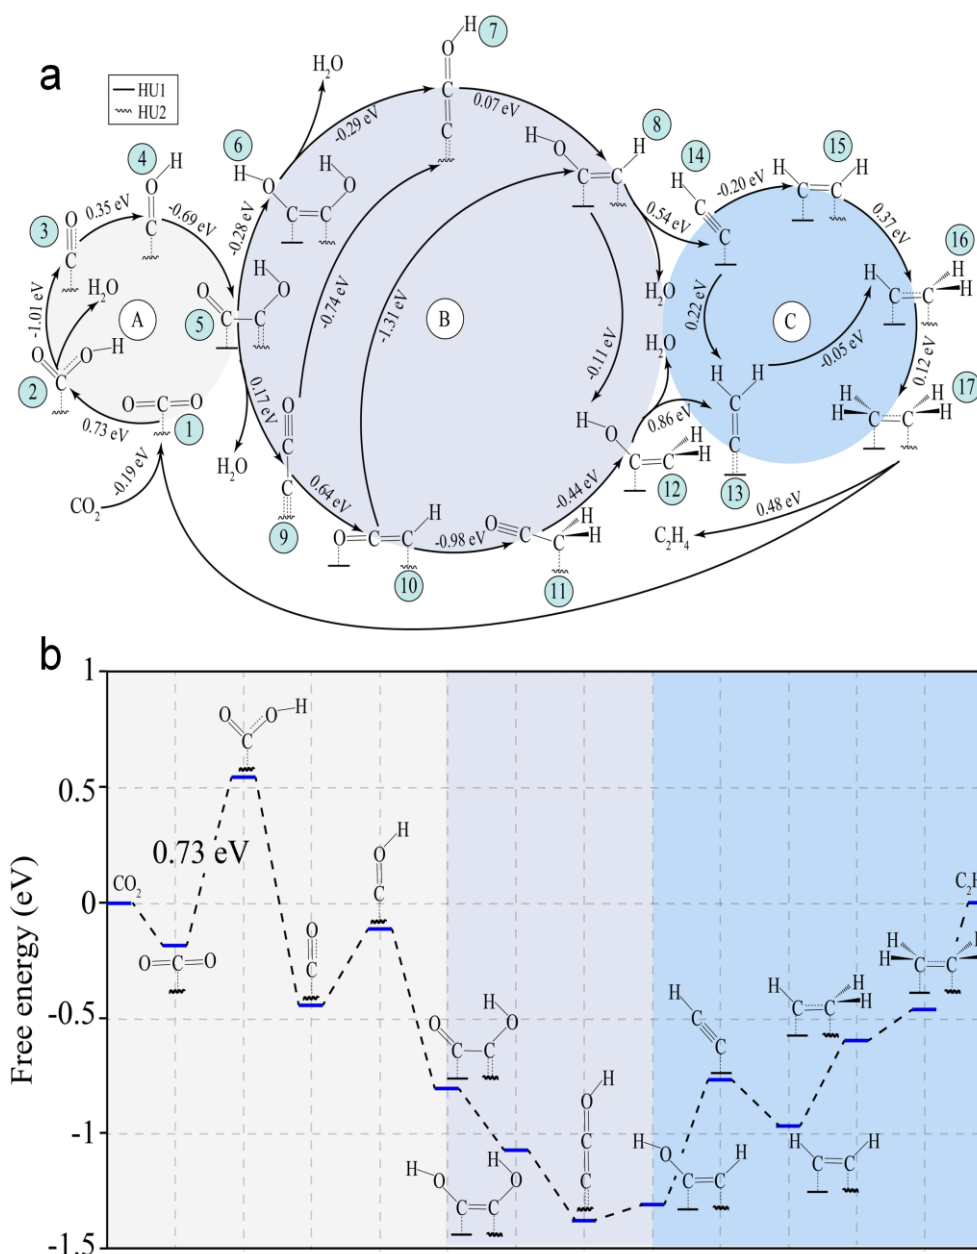 a
HU1
HU2
A
B
C
1
2
3
4
5
6
7
8
9
10
11
12
13
14
15
16
17
CO2
-0.19 eV
0.73 eV
-1.01 eV
H2O
0.35 eV
-0.69 eV
-0.28 eV
H2O
-0.29 eV
0.07 eV
0.17 eV
H2O
-0.74 eV
0.64 eV
-1.31 eV
-0.98 eV
-0.44 eV
-0.11 eV
0.54 eV
H2O
H2O
0.86 eV
0.22 eV
-0.20 eV
0.37 eV
-0.05 eV
0.12 eV
0.48 eV
C2H4
O C O
O C O H
O C
H O C
O C C O H
H O C C O H
H O C C
H O C C H
O C C
O C C H
O C C H H
H O C C H H
H H C C
H C C
H C C H
H C C H H
H H C C H H
b
Free energy (eV)
1
0.5
0
-0.5
-1
-1.5
CO2
0.73 eV
O C O
O C O H
O C
H O C
O C C O H
H O C C O H
H O C C
H O C C H
H C C
H C C H
H C C H H
H H C C H H
C2H